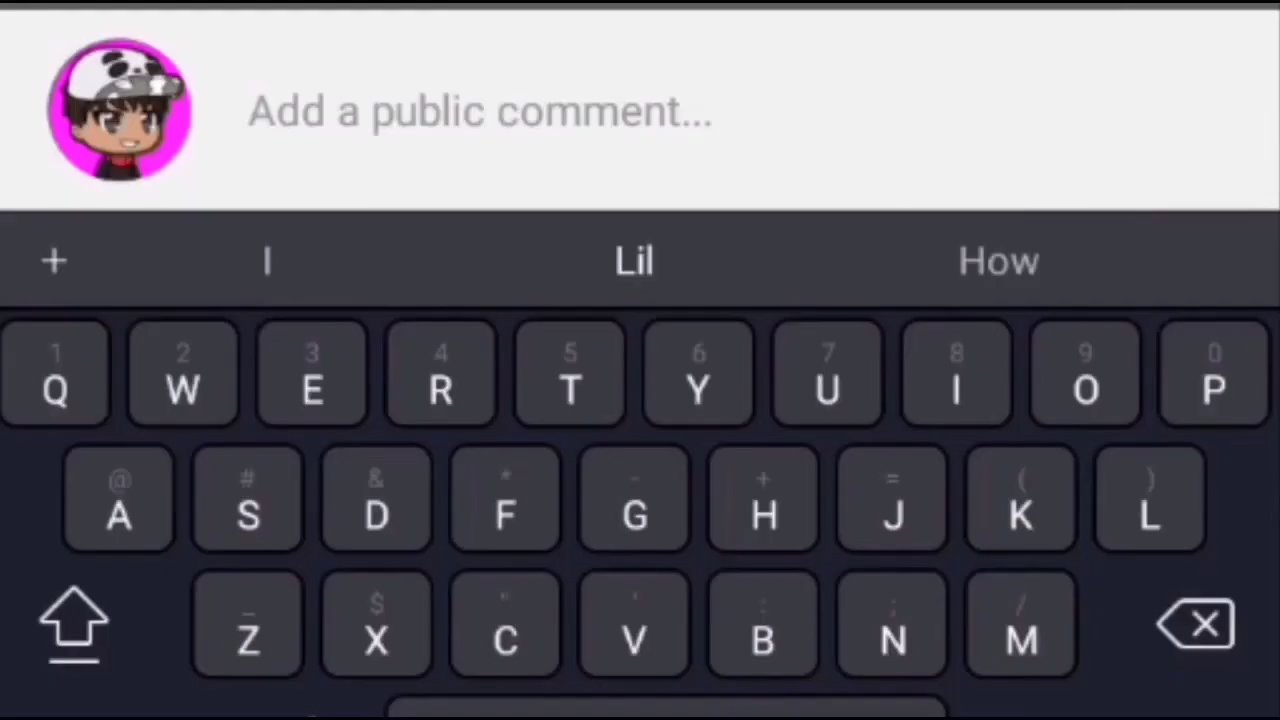 Add a public comment...
+ I Lil How
1 2 3 4 5 6 7 8 9 0
Q W E R T Y U I O P
@ # & * - + = ( )
A S D F G H J K L
_ $ " ' : ; /
Z X C V B N M